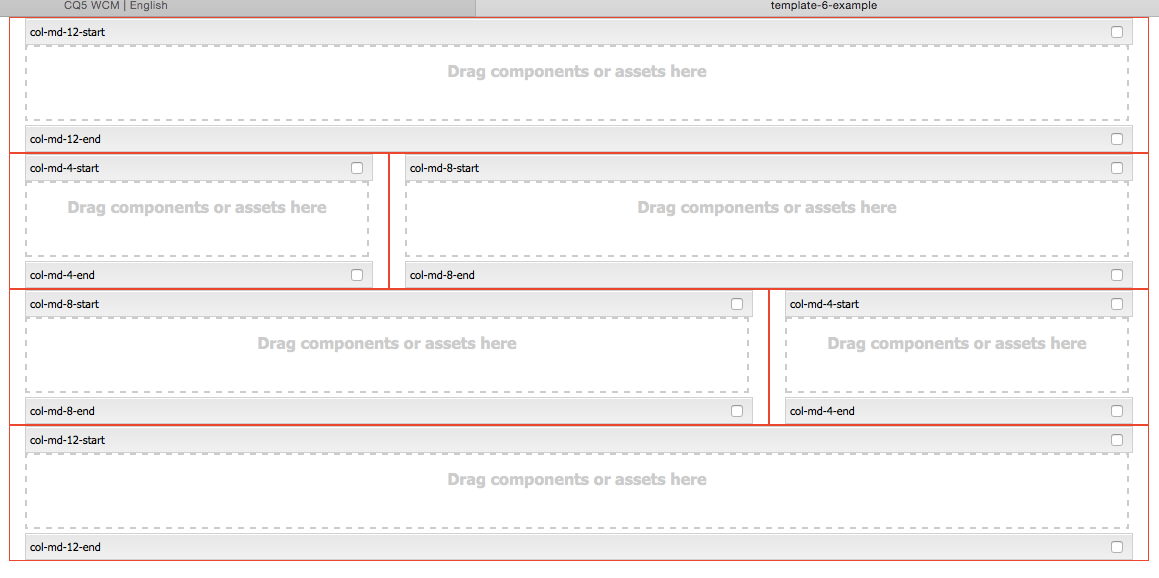 CQ5 WCM | English
template-6-example
col-md-12-start
Drag components or assets here
col-md-12-end
col-md-4-start
Drag components or assets here
col-md-4-end
col-md-8-start
Drag components or assets here
col-md-8-end
col-md-8-start
Drag components or assets here
col-md-8-end
col-md-4-start
Drag components or assets here
col-md-4-end
col-md-12-start
Drag components or assets here
col-md-12-end